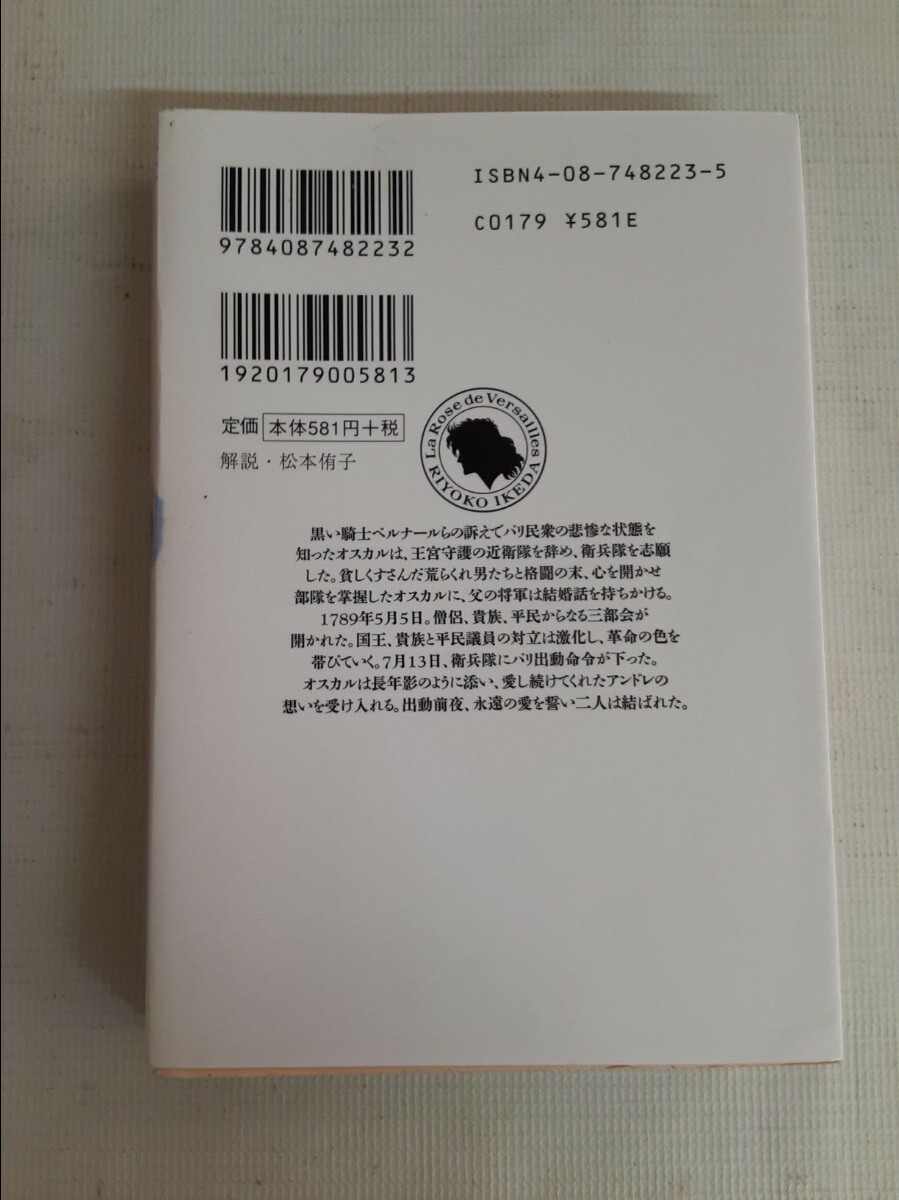 ISBN4-08-748223-5
C0179 ¥581E
9784087482232
1920179005813
定価 本体581円+税
解説・松本侑子
La Rose de Versailles
RIYOKO IKEDA
黒い騎士ベルナールらの訴えでパリ民衆の悲惨な状態を
知ったオスカルは、王宮守護の近衛隊を辞め、衛兵隊を志願
した。貧しくすさんだ荒らくれ男たちと格闘の末、心を開かせ
部隊を掌握したオスカルに、父の将軍は結婚話を持ちかける。
1789年5月5日。僧侶、貴族、平民からなる三部会が
開かれた。国王、貴族と平民議員の対立は激化し、革命の色を
帯びていく。7月13日、衛兵隊にパリ出動命令が下った。
オスカルは長年影のように添い、愛し続けてくれたアンドレの
想いを受け入れる。出動前夜、永遠の愛を誓い二人は結ばれた。